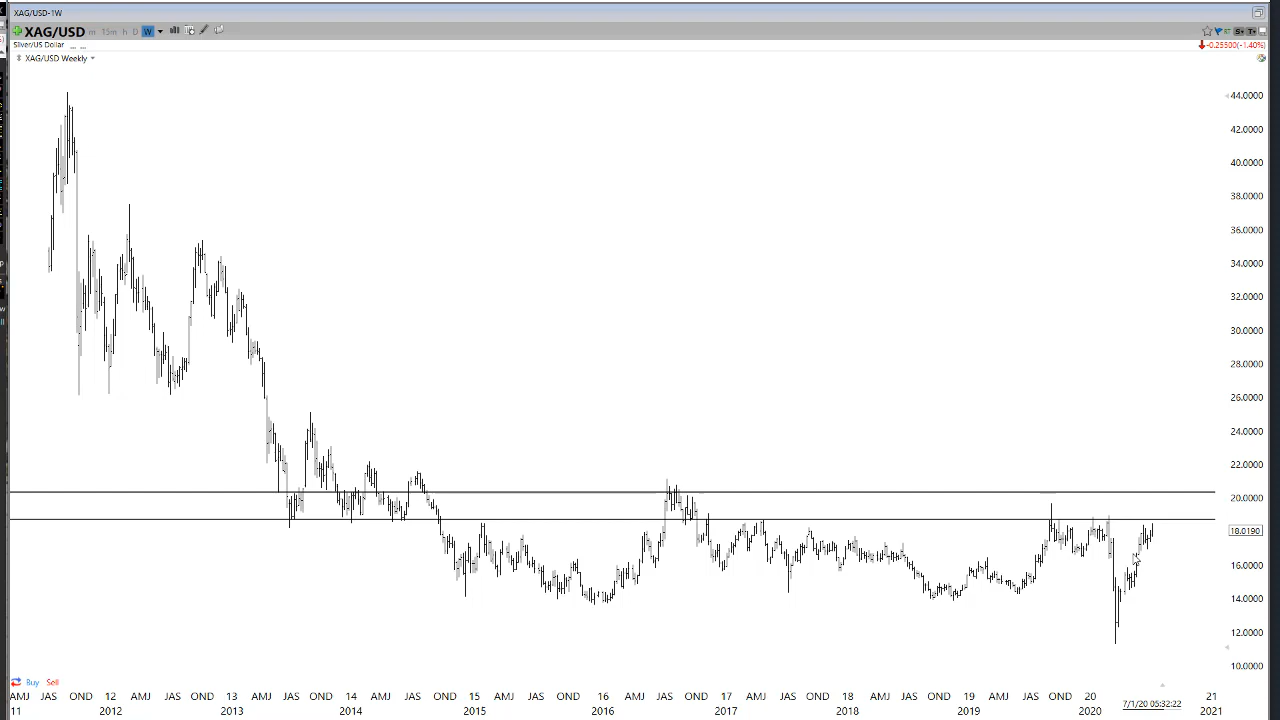 XAG/USD-1W
XAG/USD m 15m h D W
Silver/US Dollar ... ...
-0.25500(-1.40%)
XAG/USD Weekly
44.0000
42.0000
40.0000
38.0000
36.0000
34.0000
32.0000
30.0000
28.0000
26.0000
24.0000
22.0000
20.0000
18.0190
16.0000
14.0000
12.0000
10.0000
Buy Sell
AMJ JAS OND 12 AMJ JAS OND 13 AMJ JAS OND 14 AMJ JAS OND 15 AMJ JAS OND 16 AMJ JAS OND 17 AMJ JAS OND 18 AMJ JAS OND 19 AMJ JAS OND 20 21
11 2012 2013 2014 2015 2016 2017 2018 2019 2020 7/1/20 05:32:22 2021